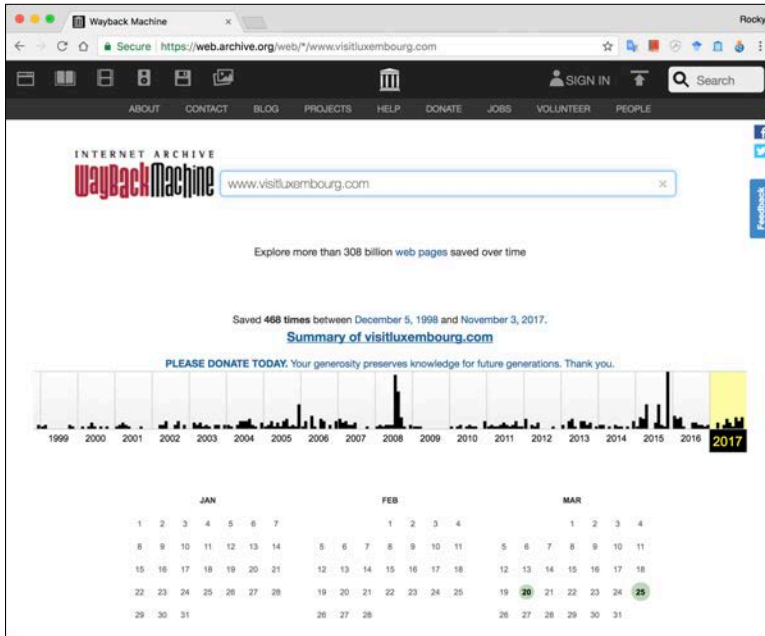 Wayback Machine
Rocky
Secure https://web.archive.org/web/*/www.visitluxembourg.com
SIGN IN
Search
ABOUT CONTACT BLOG PROJECTS HELP DONATE JOBS VOLUNTEER PEOPLE
INTERNET ARCHIVE
WayBackMachine
www.visitluxembourg.com
Feedback
Explore more than 308 billion web pages saved over time
Saved 468 times between December 5, 1998 and November 3, 2017.
Summary of visitluxembourg.com
PLEASE DONATE TODAY. Your generosity preserves knowledge for future generations. Thank you.
1999 2000 2001 2002 2003 2004 2005 2006 2007 2008 2009 2010 2011 2012 2013 2014 2015 2016 2017
JAN FEB MAR
1 2 3 4 5 6 7 1 2 3 4 1 2 3 4
8 9 10 11 12 13 14 5 6 7 8 9 10 11 5 6 7 8 9 10 11
15 16 17 18 19 20 21 12 13 14 15 16 17 18 12 13 14 15 16 17 18
22 23 24 25 26 27 28 19 20 21 22 23 24 25 19 20 21 22 23 24 25
29 30 31 26 27 28 26 27 28 29 30 31